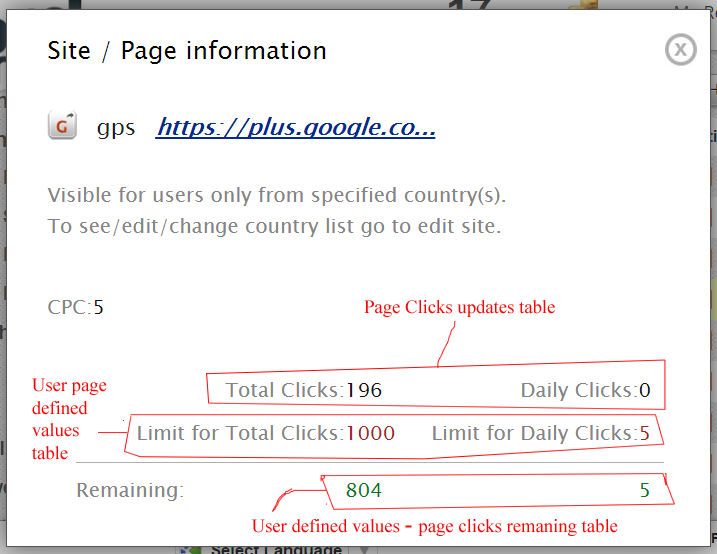 17
Site / Page information
X
G gps https://plus.google.co...
Visible for users only from specified country(s).
To see/edit/change country list go to edit site.
CPC:5
Page Clicks updates table
User page
defined
values
table
Total Clicks:196 Daily Clicks:0
Limit for Total Clicks:1000 Limit for Daily Clicks:5
Remaining: 804 5
User defined values - page clicks remaning table
Select Language